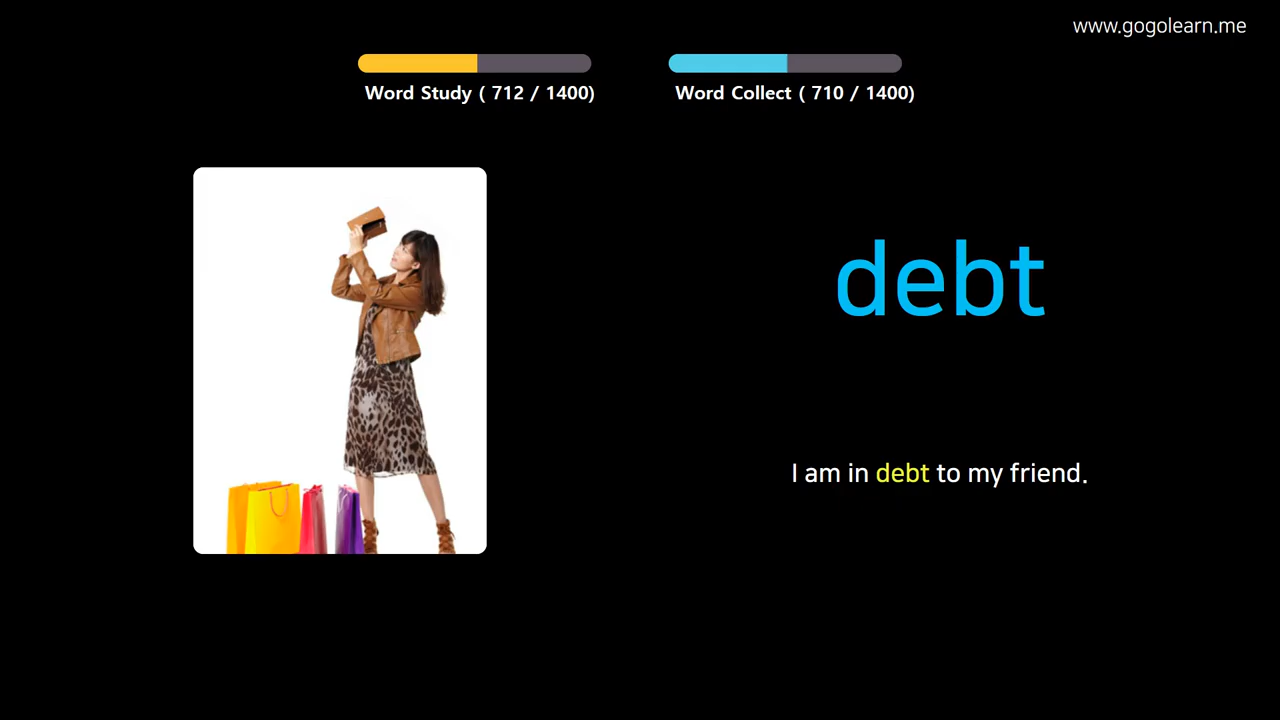 www.gogolearn.me
Word Study ( 712 / 1400)
Word Collect ( 710 / 1400)
debt
I am in debt to my friend.